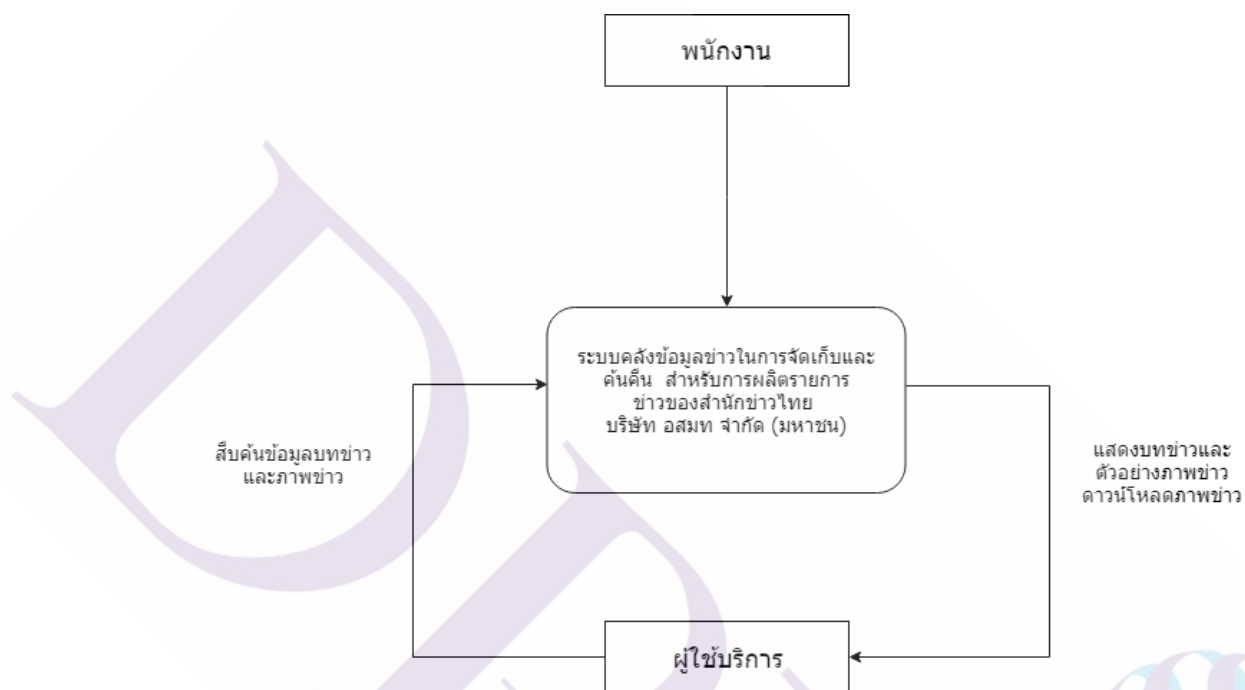 พนักงาน
ระบบคลังข้อมูลข่าวในการจัดเก็บและ
ค้นคืน สำหรับการผลิตรายการ
ข่าวของสำนักข่าวไทย
บริษัท อสมท จำกัด (มหาชน)
สืบค้นข้อมูลบทข่าว
และภาพข่าว
แสดงบทข่าวและ
ตัวอย่างภาพข่าว
ดาวน์โหลดภาพข่าว
ผู้ใช้บริการ